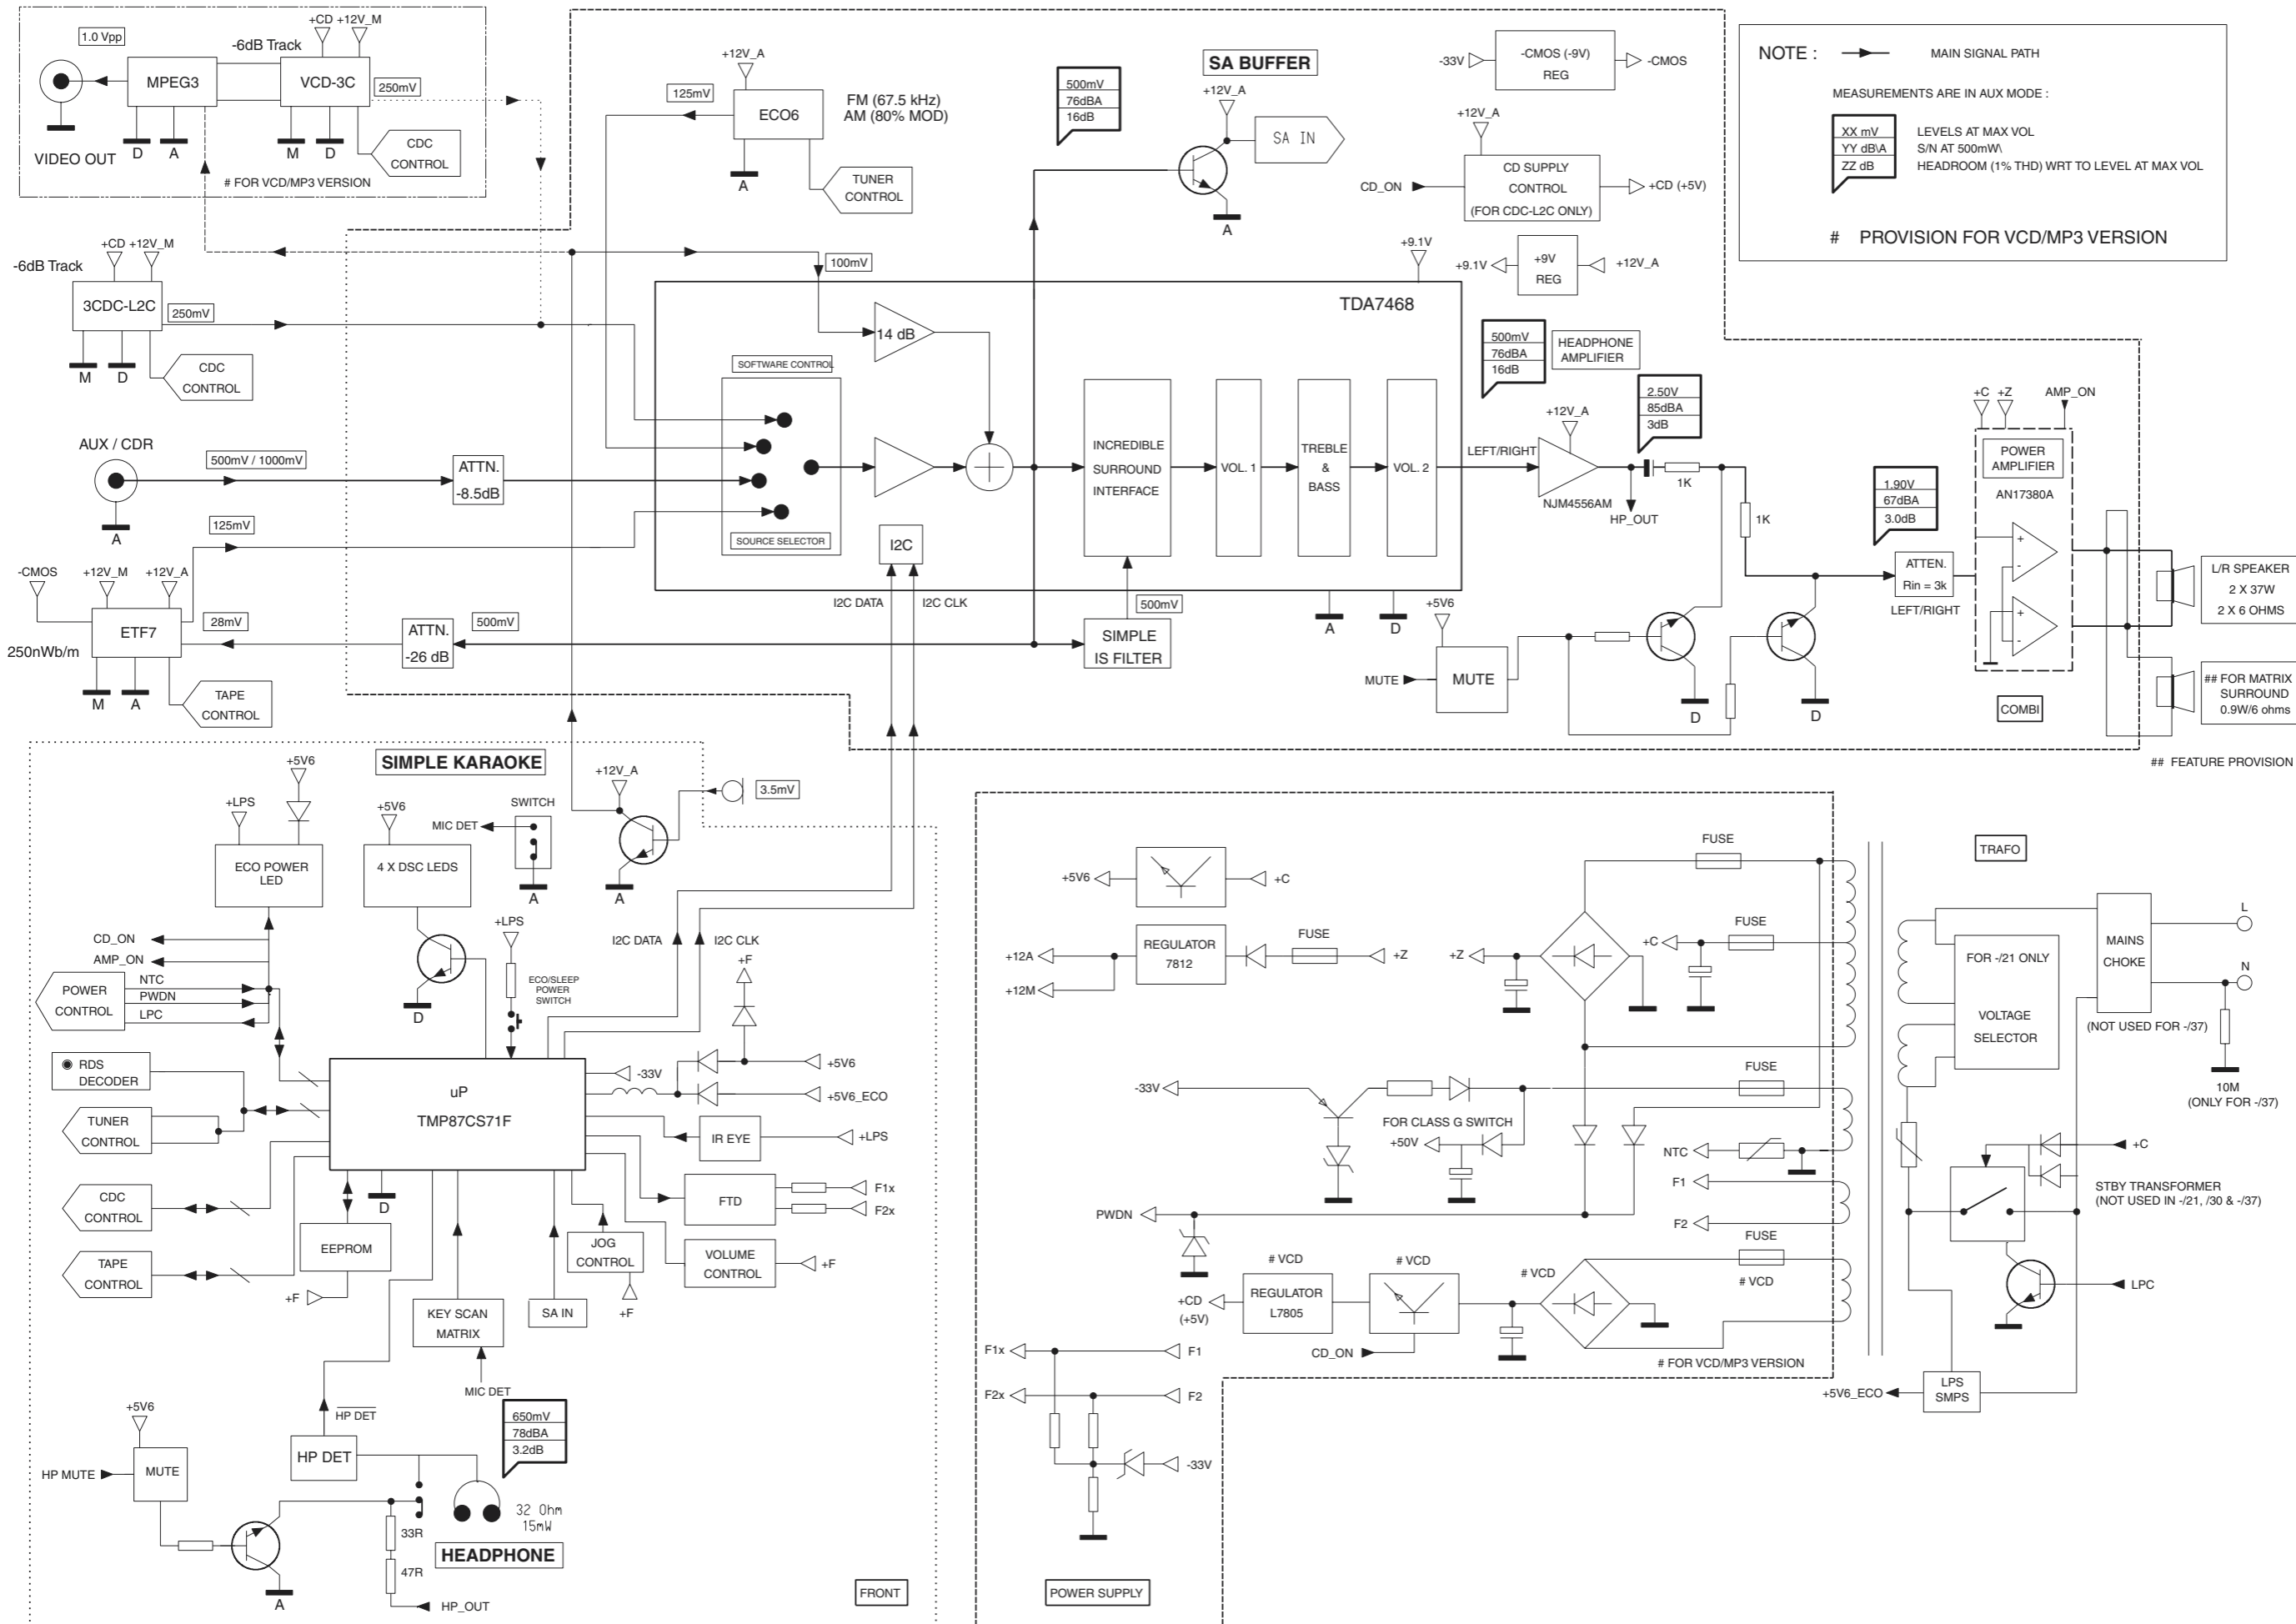 +CD +12V_M
1.0 Vpp
-6dB Track
MPEG3
VCD-3C
250mV
VIDEO OUT
D
A
M
D
CDC
CONTROL
# FOR VCD/MP3 VERSION
+12V_A
125mV
ECO6
FM (67.5 kHz)
AM (80% MOD)
A
TUNER
CONTROL
500mV
76dBA
16dB
SA BUFFER
+12V_A
SA IN
A
-33V
-CMOS (-9V)
REG
-CMOS
+12V_A
CD_ON
CD SUPPLY
CONTROL
(FOR CDC-L2C ONLY)
+CD (+5V)
+9.1V
+9.1V
+9V
REG
+12V_A
NOTE :
MAIN SIGNAL PATH
MEASUREMENTS ARE IN AUX MODE :
XX mV
LEVELS AT MAX VOL
YY dB\A
S/N AT 500mW\
ZZ dB
HEADROOM (1% THD) WRT TO LEVEL AT MAX VOL
# PROVISION FOR VCD/MP3 VERSION
+CD +12V_M
-6dB Track
3CDC-L2C
250mV
M
D
CDC
CONTROL
100mV
TDA7468
14 dB
SOFTWARE CONTROL
SOURCE SELECTOR
INCREDIBLE
SURROUND
INTERFACE
VOL. 1
TREBLE
&
BASS
VOL. 2
I2C
I2C DATA
I2C CLK
A
D
AUX / CDR
500mV / 1000mV
ATTN.
-8.5dB
A
125mV
-CMOS
+12V_M
+12V_A
ETF7
28mV
250nWb/m
M
A
TAPE
CONTROL
ATTN.
-26 dB
500mV
500mV
SIMPLE
IS FILTER
500mV
76dBA
16dB
HEADPHONE
AMPLIFIER
LEFT/RIGHT
+12V_A
NJM4556AM
2.50V
85dBA
3dB
1K
HP_OUT
1K
+5V6
MUTE
MUTE
D
D
1.90V
67dBA
3.0dB
ATTEN.
Rin = 3k
LEFT/RIGHT
+C
+Z
AMP_ON
POWER
AMPLIFIER
AN17380A
+
-
+
-
COMBI
L/R SPEAKER
2 X 37W
2 X 6 OHMS
## FOR MATRIX
SURROUND
0.9W/6 ohms
## FEATURE PROVISION
SIMPLE KARAOKE
+5V6
+LPS
ECO POWER
LED
+5V6
4 X DSC LEDS
SWITCH
MIC DET
A
+12V_A
3.5mV
A
CD_ON
AMP_ON
POWER
CONTROL
NTC
PWDN
LPC
D
+LPS
ECO/SLEEP
POWER
SWITCH
I2C DATA
I2C CLK
+F
RDS
DECODER
TUNER
CONTROL
CDC
CONTROL
TAPE
CONTROL
uP
TMP87CS71F
-33V
+5V6
+5V6_ECO
IR EYE
+LPS
FTD
F1x
F2x
VOLUME
CONTROL
+F
JOG
CONTROL
+F
D
EEPROM
+F
KEY SCAN
MATRIX
SA IN
MIC DET
HP DET
HP DET
650mV
78dBA
3.2dB
+5V6
HP MUTE
MUTE
A
33R
47R
HP_OUT
32 Ohm
15mW
HEADPHONE
FRONT
+5V6
+C
+12A
+12M
REGULATOR
7812
FUSE
+Z
+Z
FUSE
FUSE
+C
-33V
FOR CLASS G SWITCH
+50V
FUSE
NTC
F1
F2
PWDN
# VCD
REGULATOR
L7805
+CD
(+5V)
# VCD
CD_ON
# VCD
FUSE
# VCD
# FOR VCD/MP3 VERSION
F1x
F1
F2x
F2
-33V
POWER SUPPLY
TRAFO
FOR -/21 ONLY
VOLTAGE
SELECTOR
MAINS
CHOKE
(NOT USED FOR -/37)
L
N
10M
(ONLY FOR -/37)
+C
STBY TRANSFORMER
(NOT USED IN -/21, /30 & -/37)
LPC
LPS
SMPS
+5V6_ECO